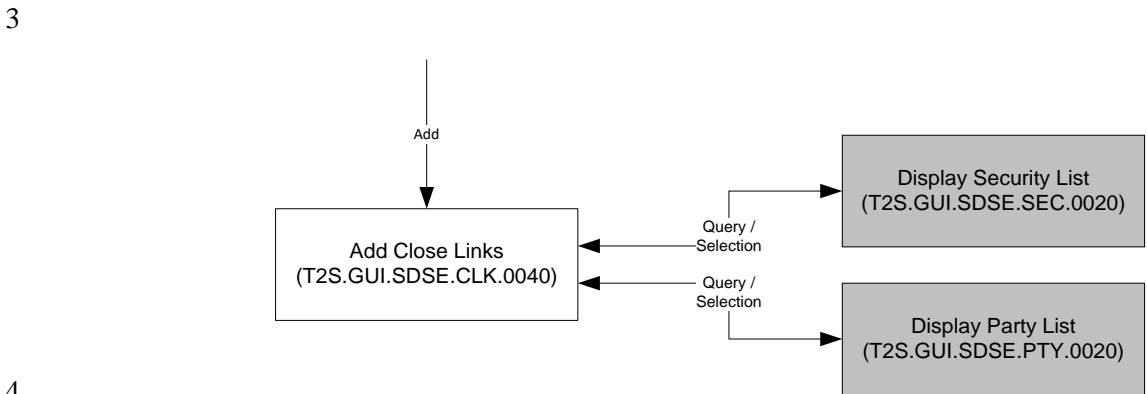 3
Add
Display Security List
(T2S.GUI.SDSE.SEC.0020)
Query /
Selection
Add Close Links
(T2S.GUI.SDSE.CLK.0040)
Query /
Selection
Display Party List
(T2S.GUI.SDSE.PTY.0020)
4